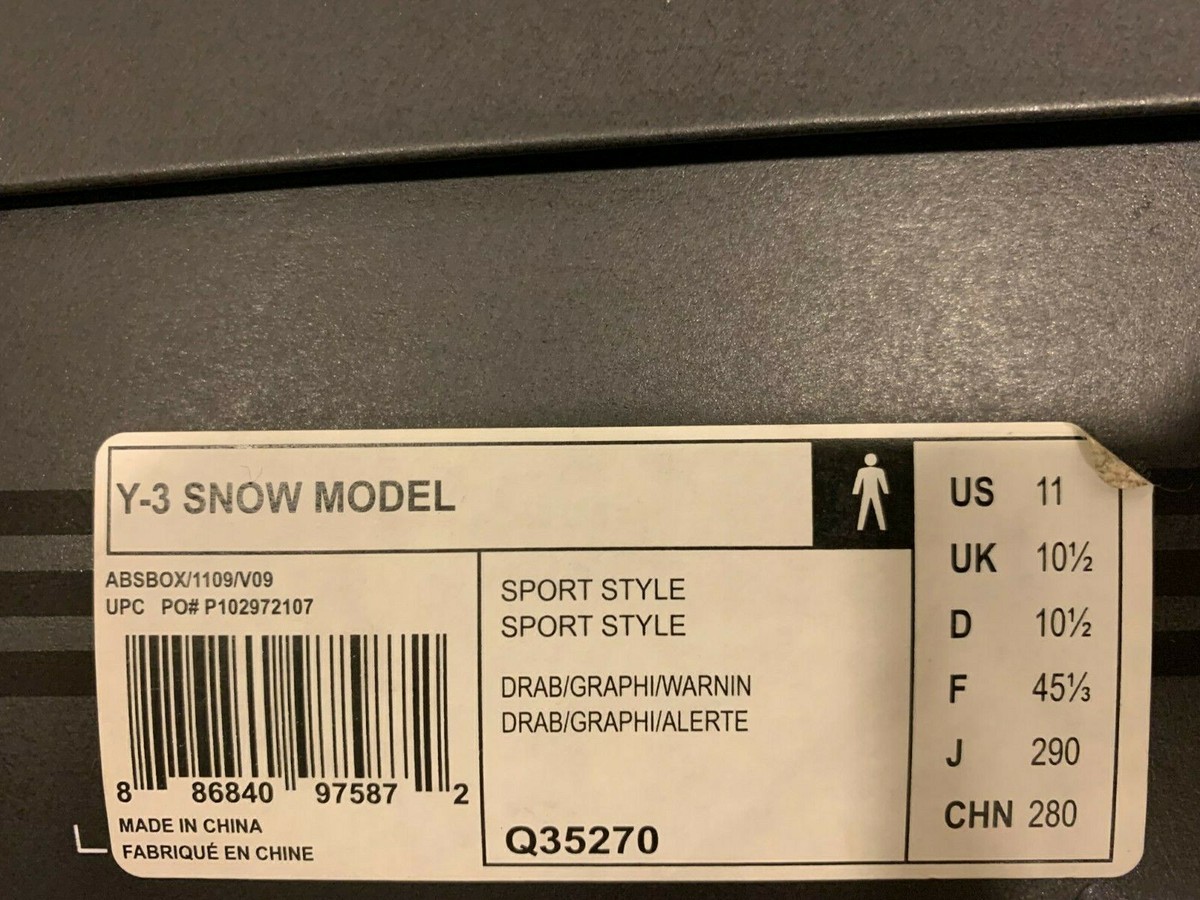 Y-3 SNOW MODEL
ABSBOX/1109/V09
UPC PO# P102972107
8 86840 97587 2
MADE IN CHINA
FABRIQUÉ EN CHINE
SPORT STYLE
SPORT STYLE
DRAB/GRAPHI/WARNIN
DRAB/GRAPHI/ALERTE
Q35270
US 11
UK 10½
D 10½
F 45⅓
J 290
CHN 280